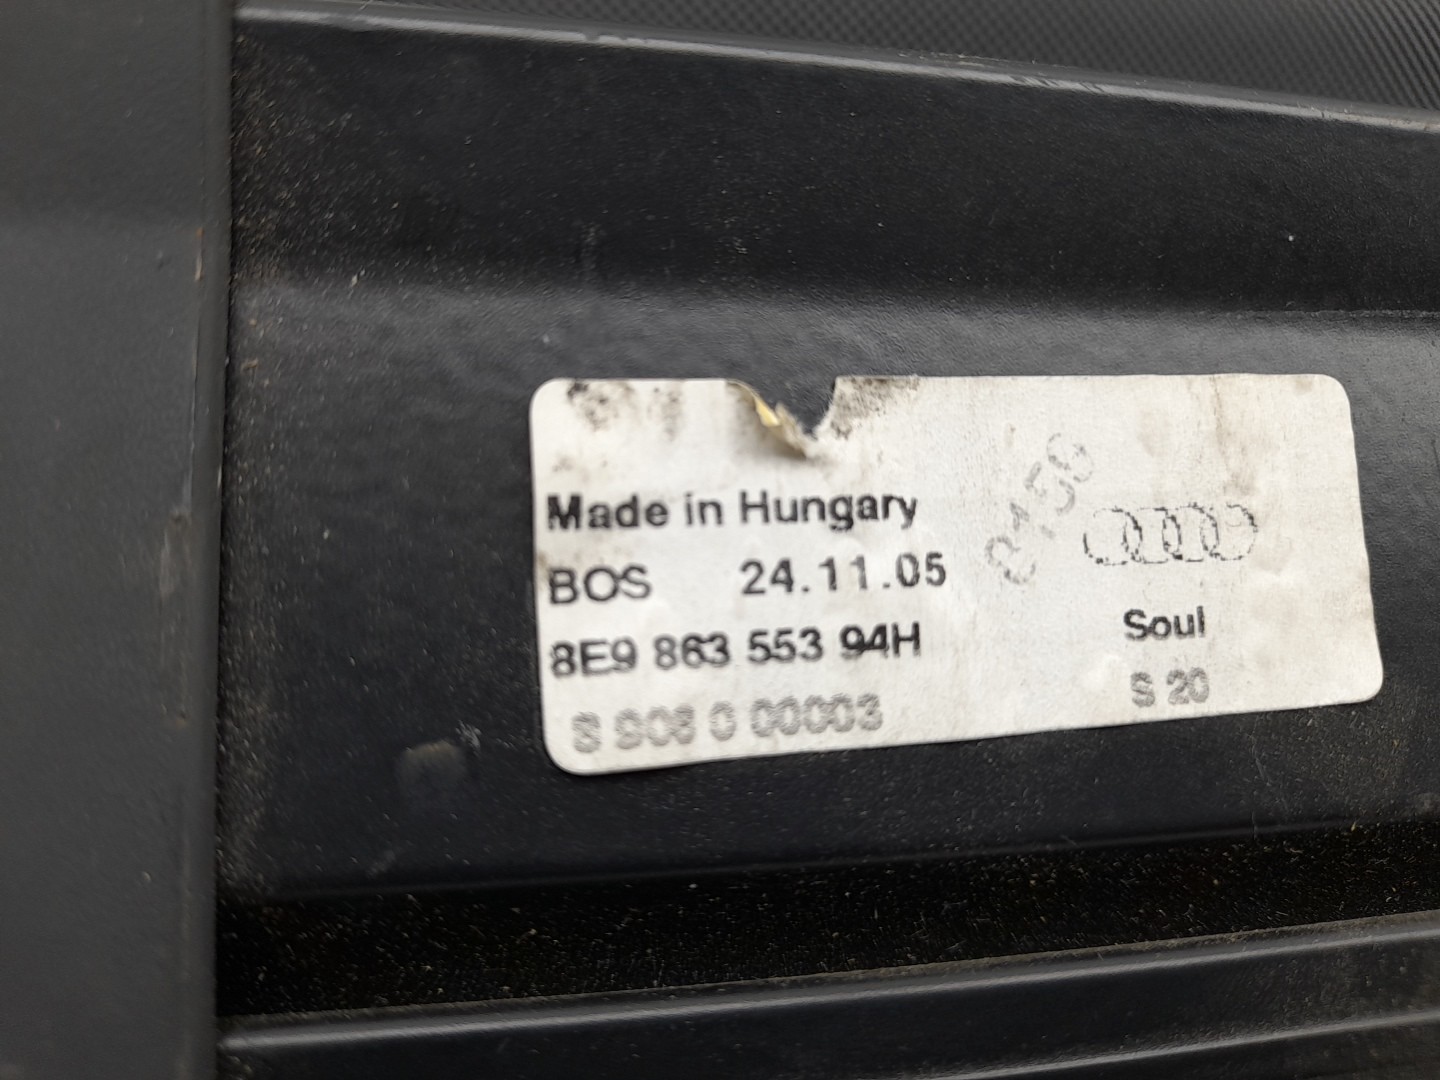 Made in Hungary
BOS 24.11.05
8E9 863 553 94H
Soul
S 20